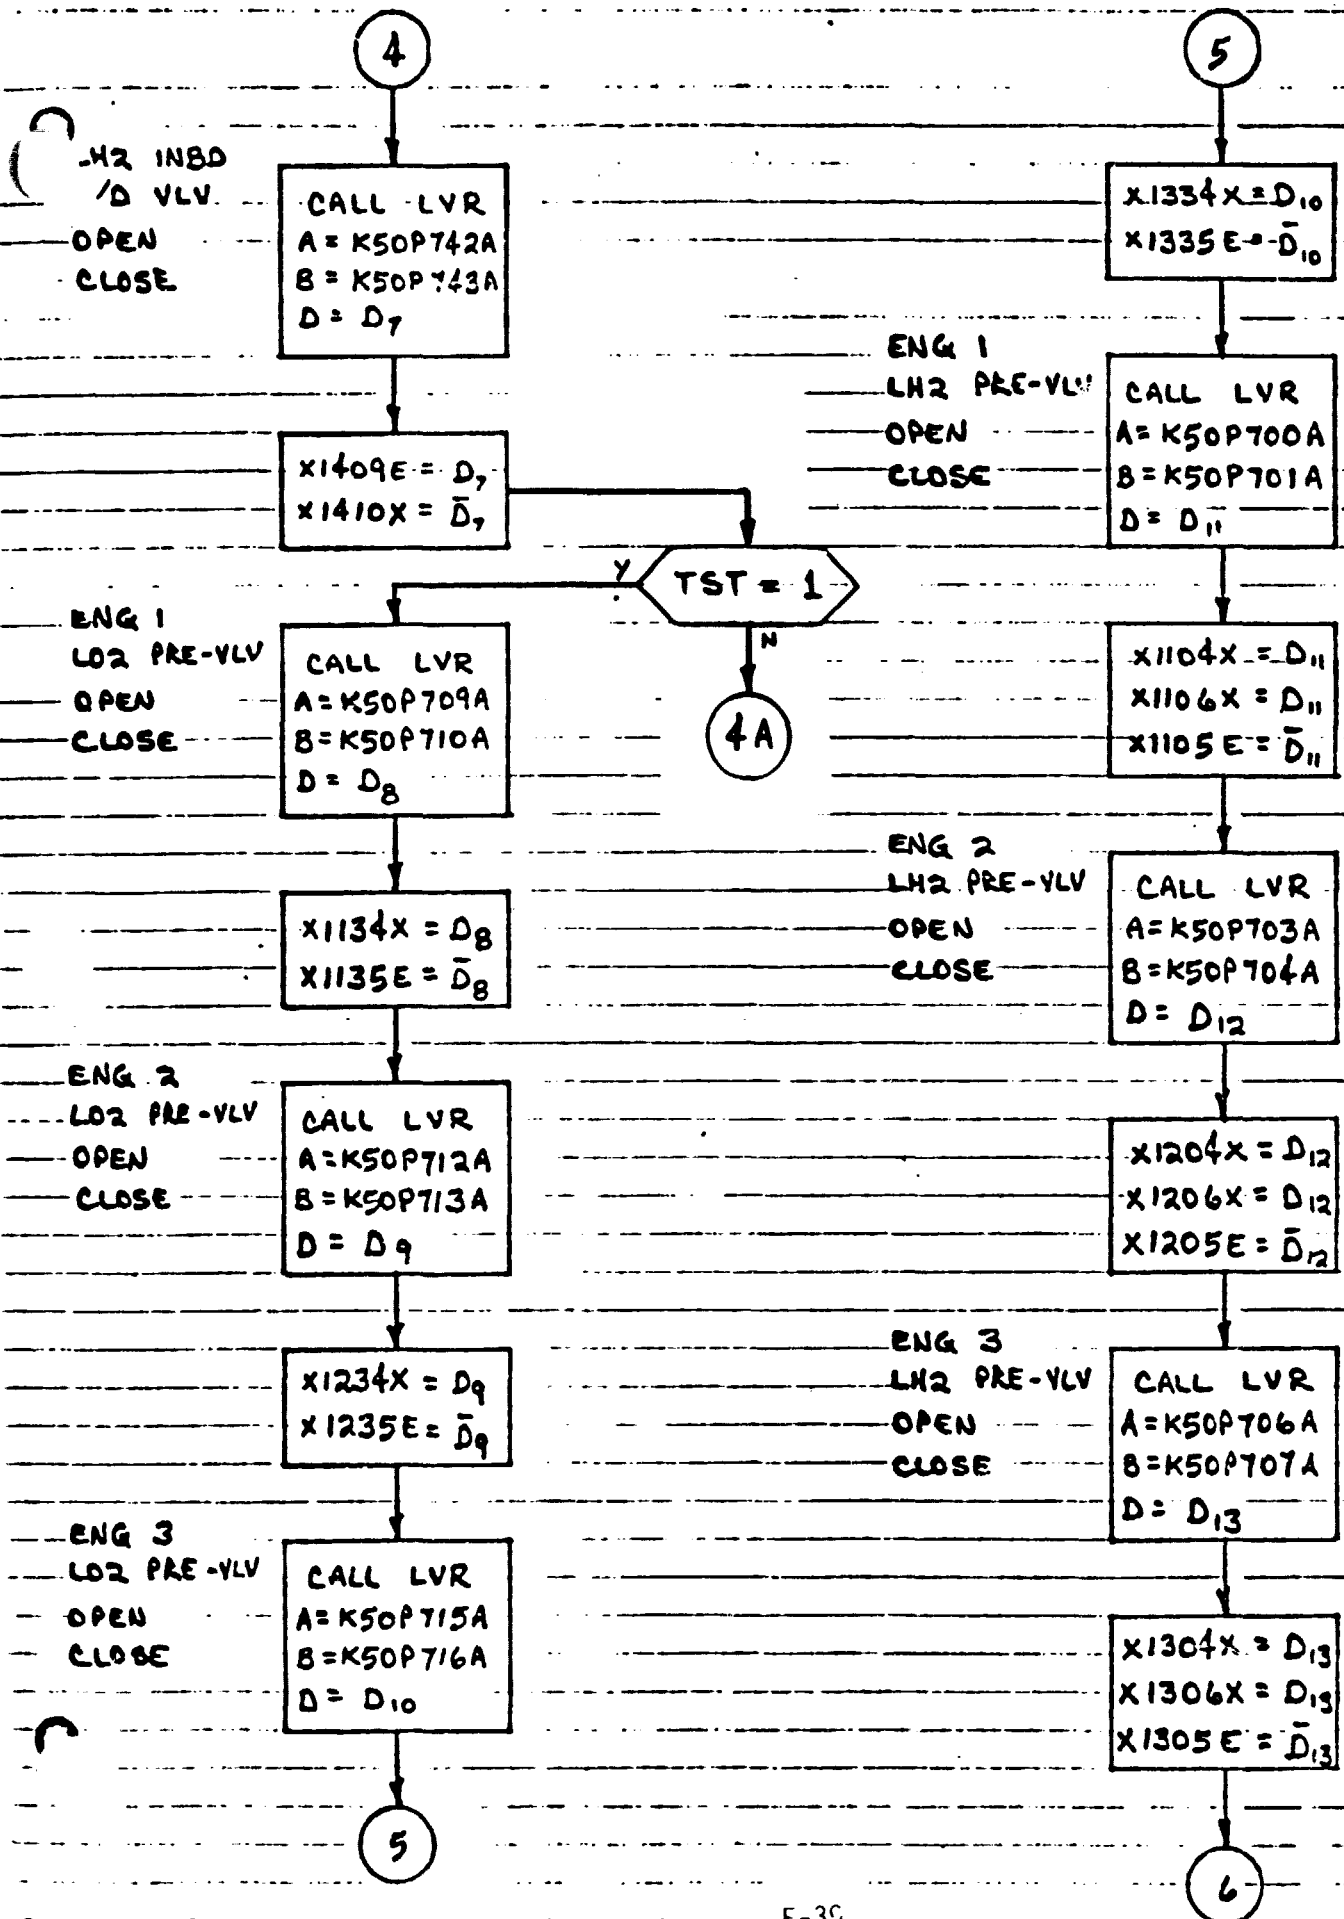 4
-H2 INBD
/D VLV
OPEN
CLOSE
CALL LVR
A = K50P742A
B = K50P743A
D = D7
X1409E = D7
X1410X = D̄7
TST = 1
Y
N
4A
ENG 1
LO2 PRE-VLV
OPEN
CLOSE
CALL LVR
A = K50P709A
B = K50P710A
D = D8
X1134X = D8
X1135E = D̄8
ENG 2
LO2 PRE-VLV
OPEN
CLOSE
CALL LVR
A = K50P712A
B = K50P713A
D = D9
X1234X = D9
X1235E = D̄9
ENG 3
LO2 PRE-VLV
OPEN
CLOSE
CALL LVR
A = K50P715A
B = K50P716A
D = D10
5
5
X1334X = D10
X1335E = D̄10
ENG 1
LH2 PRE-VLV
OPEN
CLOSE
CALL LVR
A = K50P700A
B = K50P701A
D = D11
X1104X = D11
X1106X = D11
X1105E = D̄11
ENG 2
LH2 PRE-VLV
OPEN
CLOSE
CALL LVR
A = K50P703A
B = K50P704A
D = D12
X1204X = D12
X1206X = D12
X1205E = D̄12
ENG 3
LH2 PRE-VLV
OPEN
CLOSE
CALL LVR
A = K50P706A
B = K50P707A
D = D13
X1304X = D13
X1306X = D13
X1305E = D̄13
6